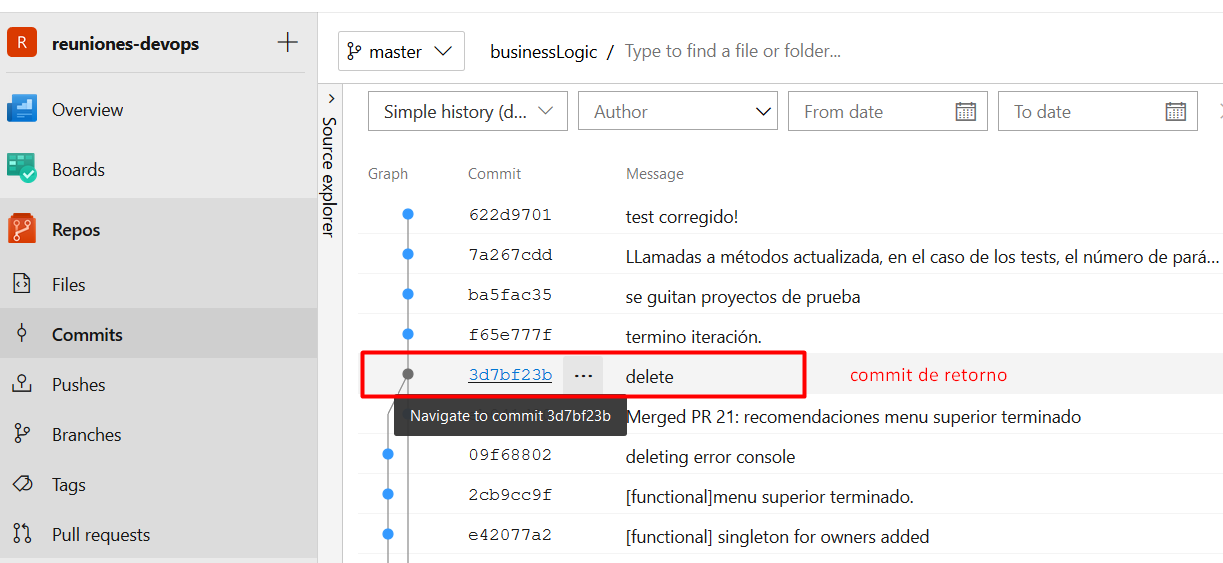 R reuniones-devops
Overview
Boards
Repos
Files
Commits
Pushes
Branches
Tags
Pull requests
master businessLogic / Type to find a file or folder...
Source explorer
Simple history (d... Author From date To date
Graph Commit Message
622d9701 test corregido!
7a267cdd LLamadas a métodos actualizada, en el caso de los tests, el número de pará...
ba5fac35 se guitan proyectos de prueba
f65e777f termino iteración.
3d7bf23b ... delete commit de retorno
Navigate to commit 3d7bf23b
Merged PR 21: recomendaciones menu superior terminado
09f68802 deleting error console
2cb9cc9f [functional]menu superior terminado.
e42077a2 [functional] singleton for owners added